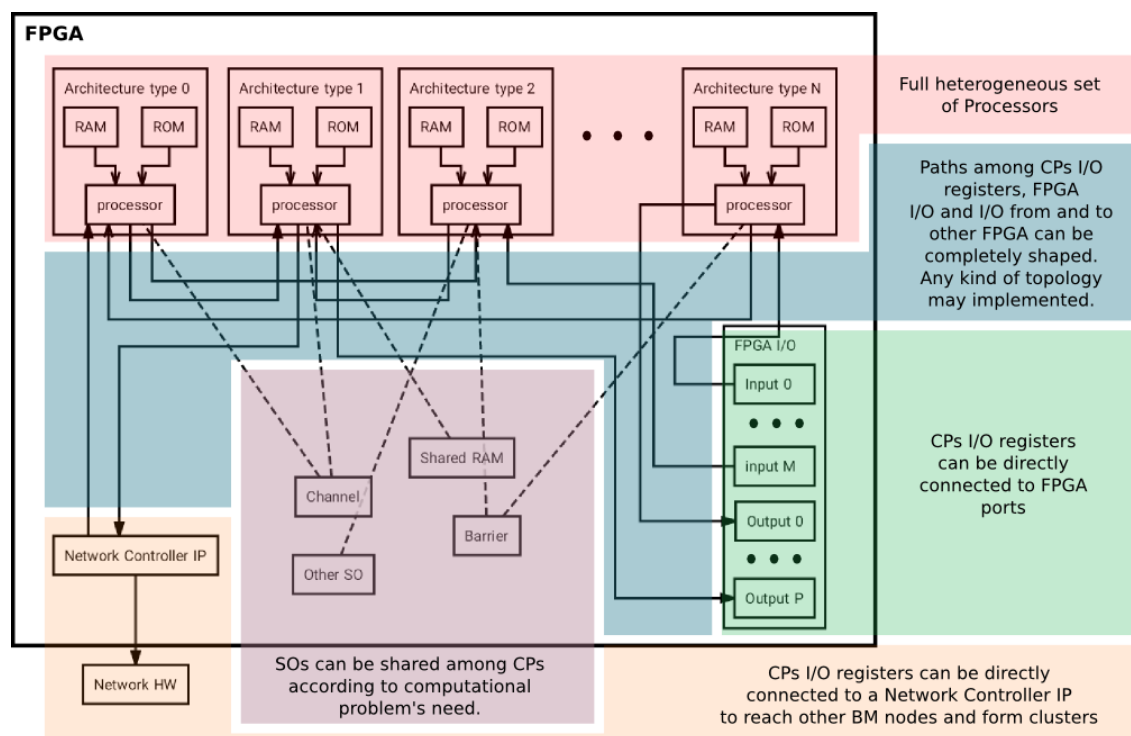 FPGA
Architecture type 0
RAM
ROM
processor
Architecture type 1
RAM
ROM
processor
Architecture type 2
RAM
ROM
processor
Architecture type N
RAM
ROM
processor
Full heterogeneous set
of Processors
Paths among CPs I/O
registers, FPGA
I/O and I/O from and to
other FPGA can be
completely shaped.
Any kind of topology
may implemented.
FPGA I/O
Input 0
input M
Output 0
Output P
CPs I/O registers
can be directly
connected to FPGA
ports
Shared RAM
Channel
Barrier
Other SO
Network Controller IP
Network HW
SOs can be shared among CPs
according to computational
problem's need.
CPs I/O registers can be directly
connected to a Network Controller IP
to reach other BM nodes and form clusters